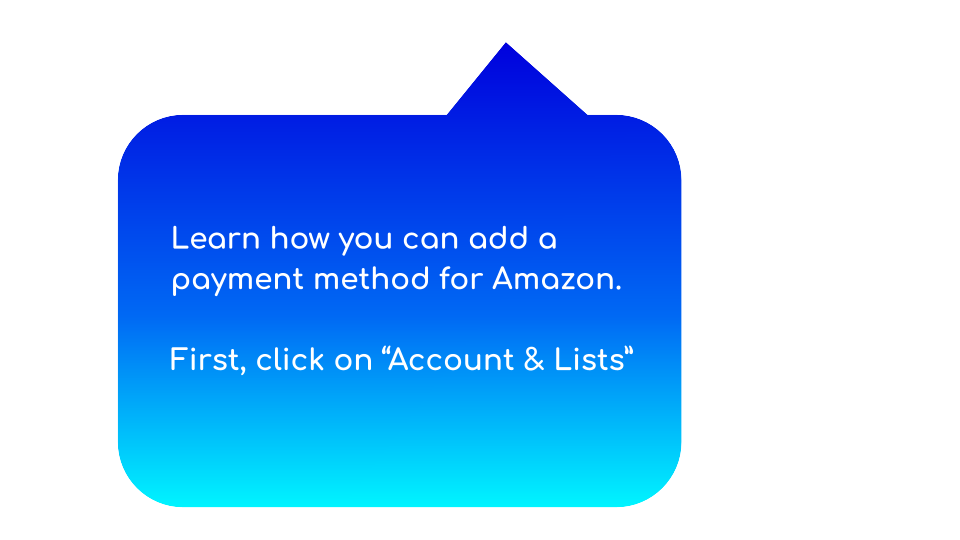 Learn how you can add a
payment method for Amazon.
First, click on “Account & Lists”